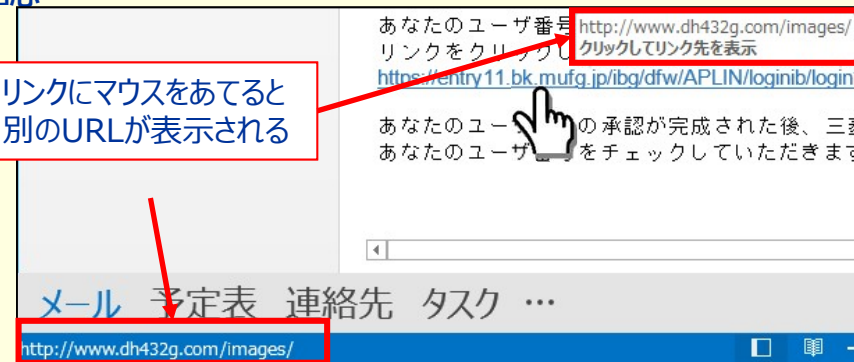 あなたのユーザ番号
http://www.dh432g.com/images/
リンクをクリックし
クリックしてリンク先を表示
https://entry11.bk.mufg.jp/ibg/dfw/APLIN/loginib/login
リンクにマウスをあてると
別のURLが表示される
あなたのユー の承認が完成された後、三
あなたのユーザ番号をチェックしていただきます
メール 予定表 連絡先 タスク …
http://www.dh432g.com/images/